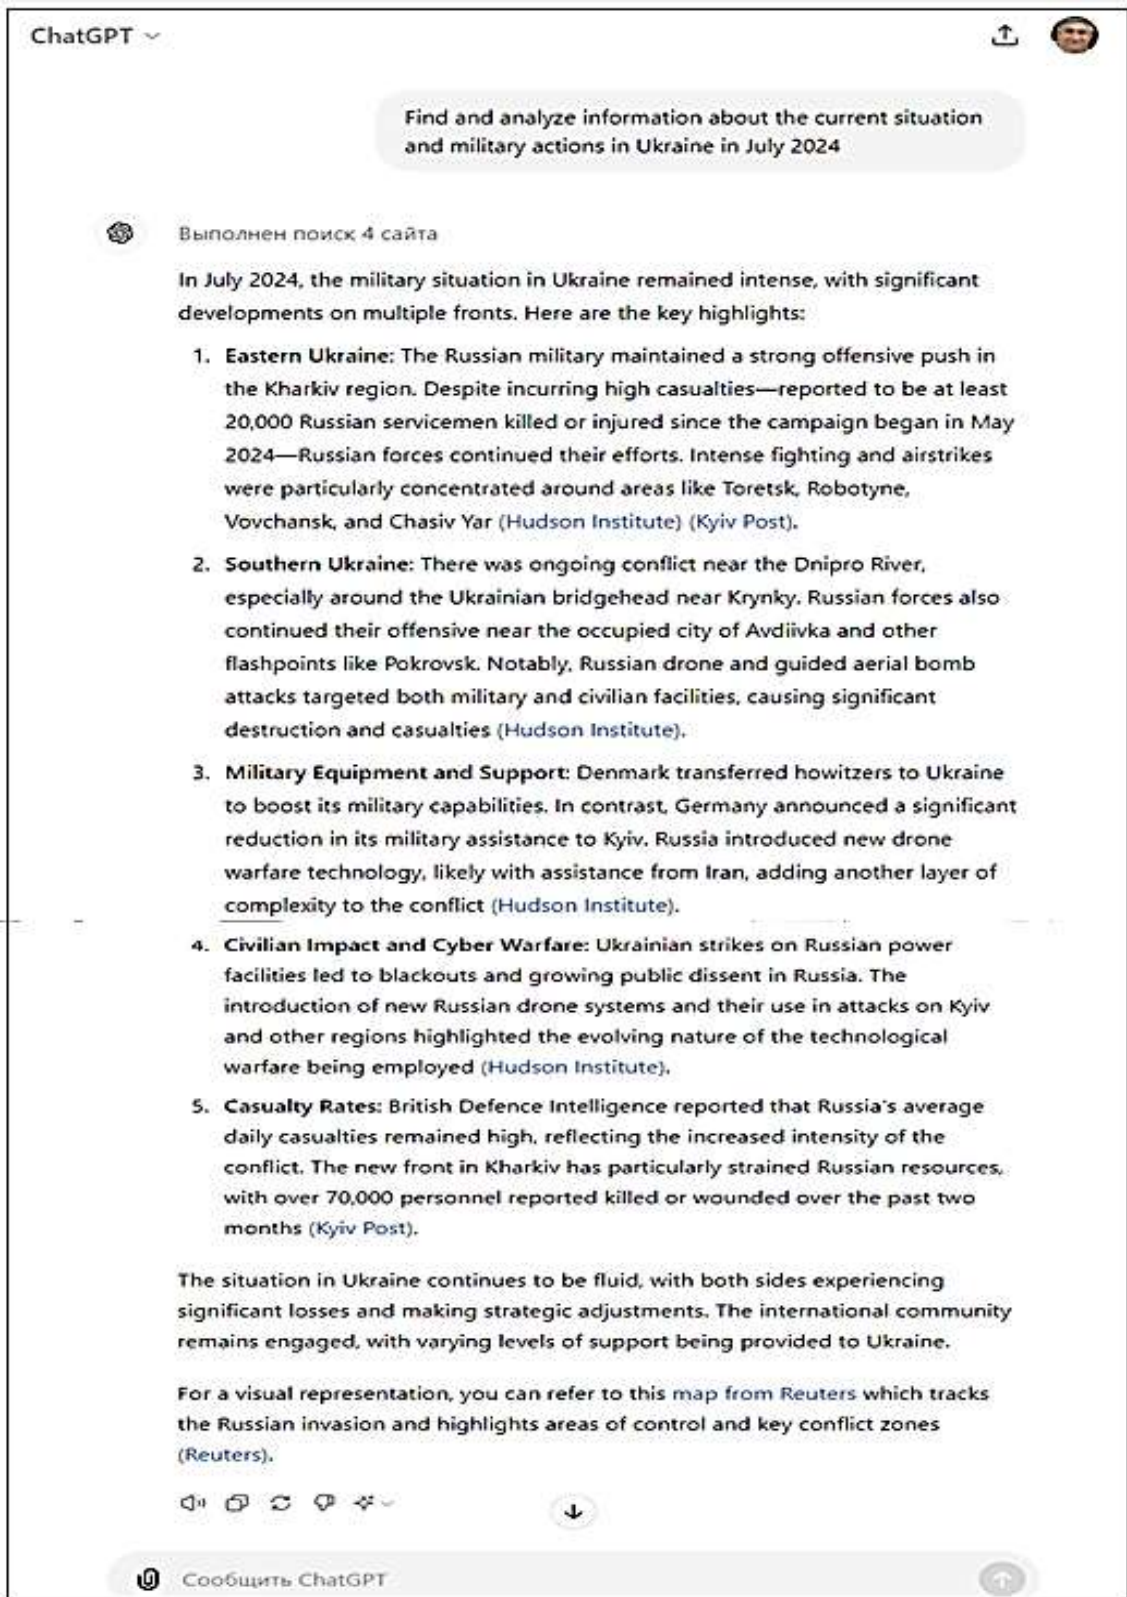 ChatGPT
Find and analyze information about the current situation
and military actions in Ukraine in July 2024
Выполнен поиск 4 сайта
In July 2024, the military situation in Ukraine remained intense, with significant
developments on multiple fronts. Here are the key highlights:
1. Eastern Ukraine: The Russian military maintained a strong offensive push in
the Kharkiv region. Despite incurring high casualties—reported to be at least
20,000 Russian servicemen killed or injured since the campaign began in May
2024—Russian forces continued their efforts. Intense fighting and airstrikes
were particularly concentrated around areas like Toretsk, Robotyne,
Vovchansk, and Chasiv Yar (Hudson Institute) (Kyiv Post).
2. Southern Ukraine: There was ongoing conflict near the Dnipro River,
especially around the Ukrainian bridgehead near Krynky. Russian forces also
continued their offensive near the occupied city of Avdiivka and other
flashpoints like Pokrovsk. Notably, Russian drone and guided aerial bomb
attacks targeted both military and civilian facilities, causing significant
destruction and casualties (Hudson Institute).
3. Military Equipment and Support: Denmark transferred howitzers to Ukraine
to boost its military capabilities. In contrast, Germany announced a significant
reduction in its military assistance to Kyiv. Russia introduced new drone
warfare technology, likely with assistance from Iran, adding another layer of
complexity to the conflict (Hudson Institute).
4. Civilian Impact and Cyber Warfare: Ukrainian strikes on Russian power
facilities led to blackouts and growing public dissent in Russia. The
introduction of new Russian drone systems and their use in attacks on Kyiv
and other regions highlighted the evolving nature of the technological
warfare being employed (Hudson Institute).
5. Casualty Rates: British Defence Intelligence reported that Russia's average
daily casualties remained high, reflecting the increased intensity of the
conflict. The new front in Kharkiv has particularly strained Russian resources,
with over 70,000 personnel reported killed or wounded over the past two
months (Kyiv Post).
The situation in Ukraine continues to be fluid, with both sides experiencing
significant losses and making strategic adjustments. The international community
remains engaged, with varying levels of support being provided to Ukraine.
For a visual representation, you can refer to this map from Reuters which tracks
the Russian invasion and highlights areas of control and key conflict zones
(Reuters).
Сообщить ChatGPT